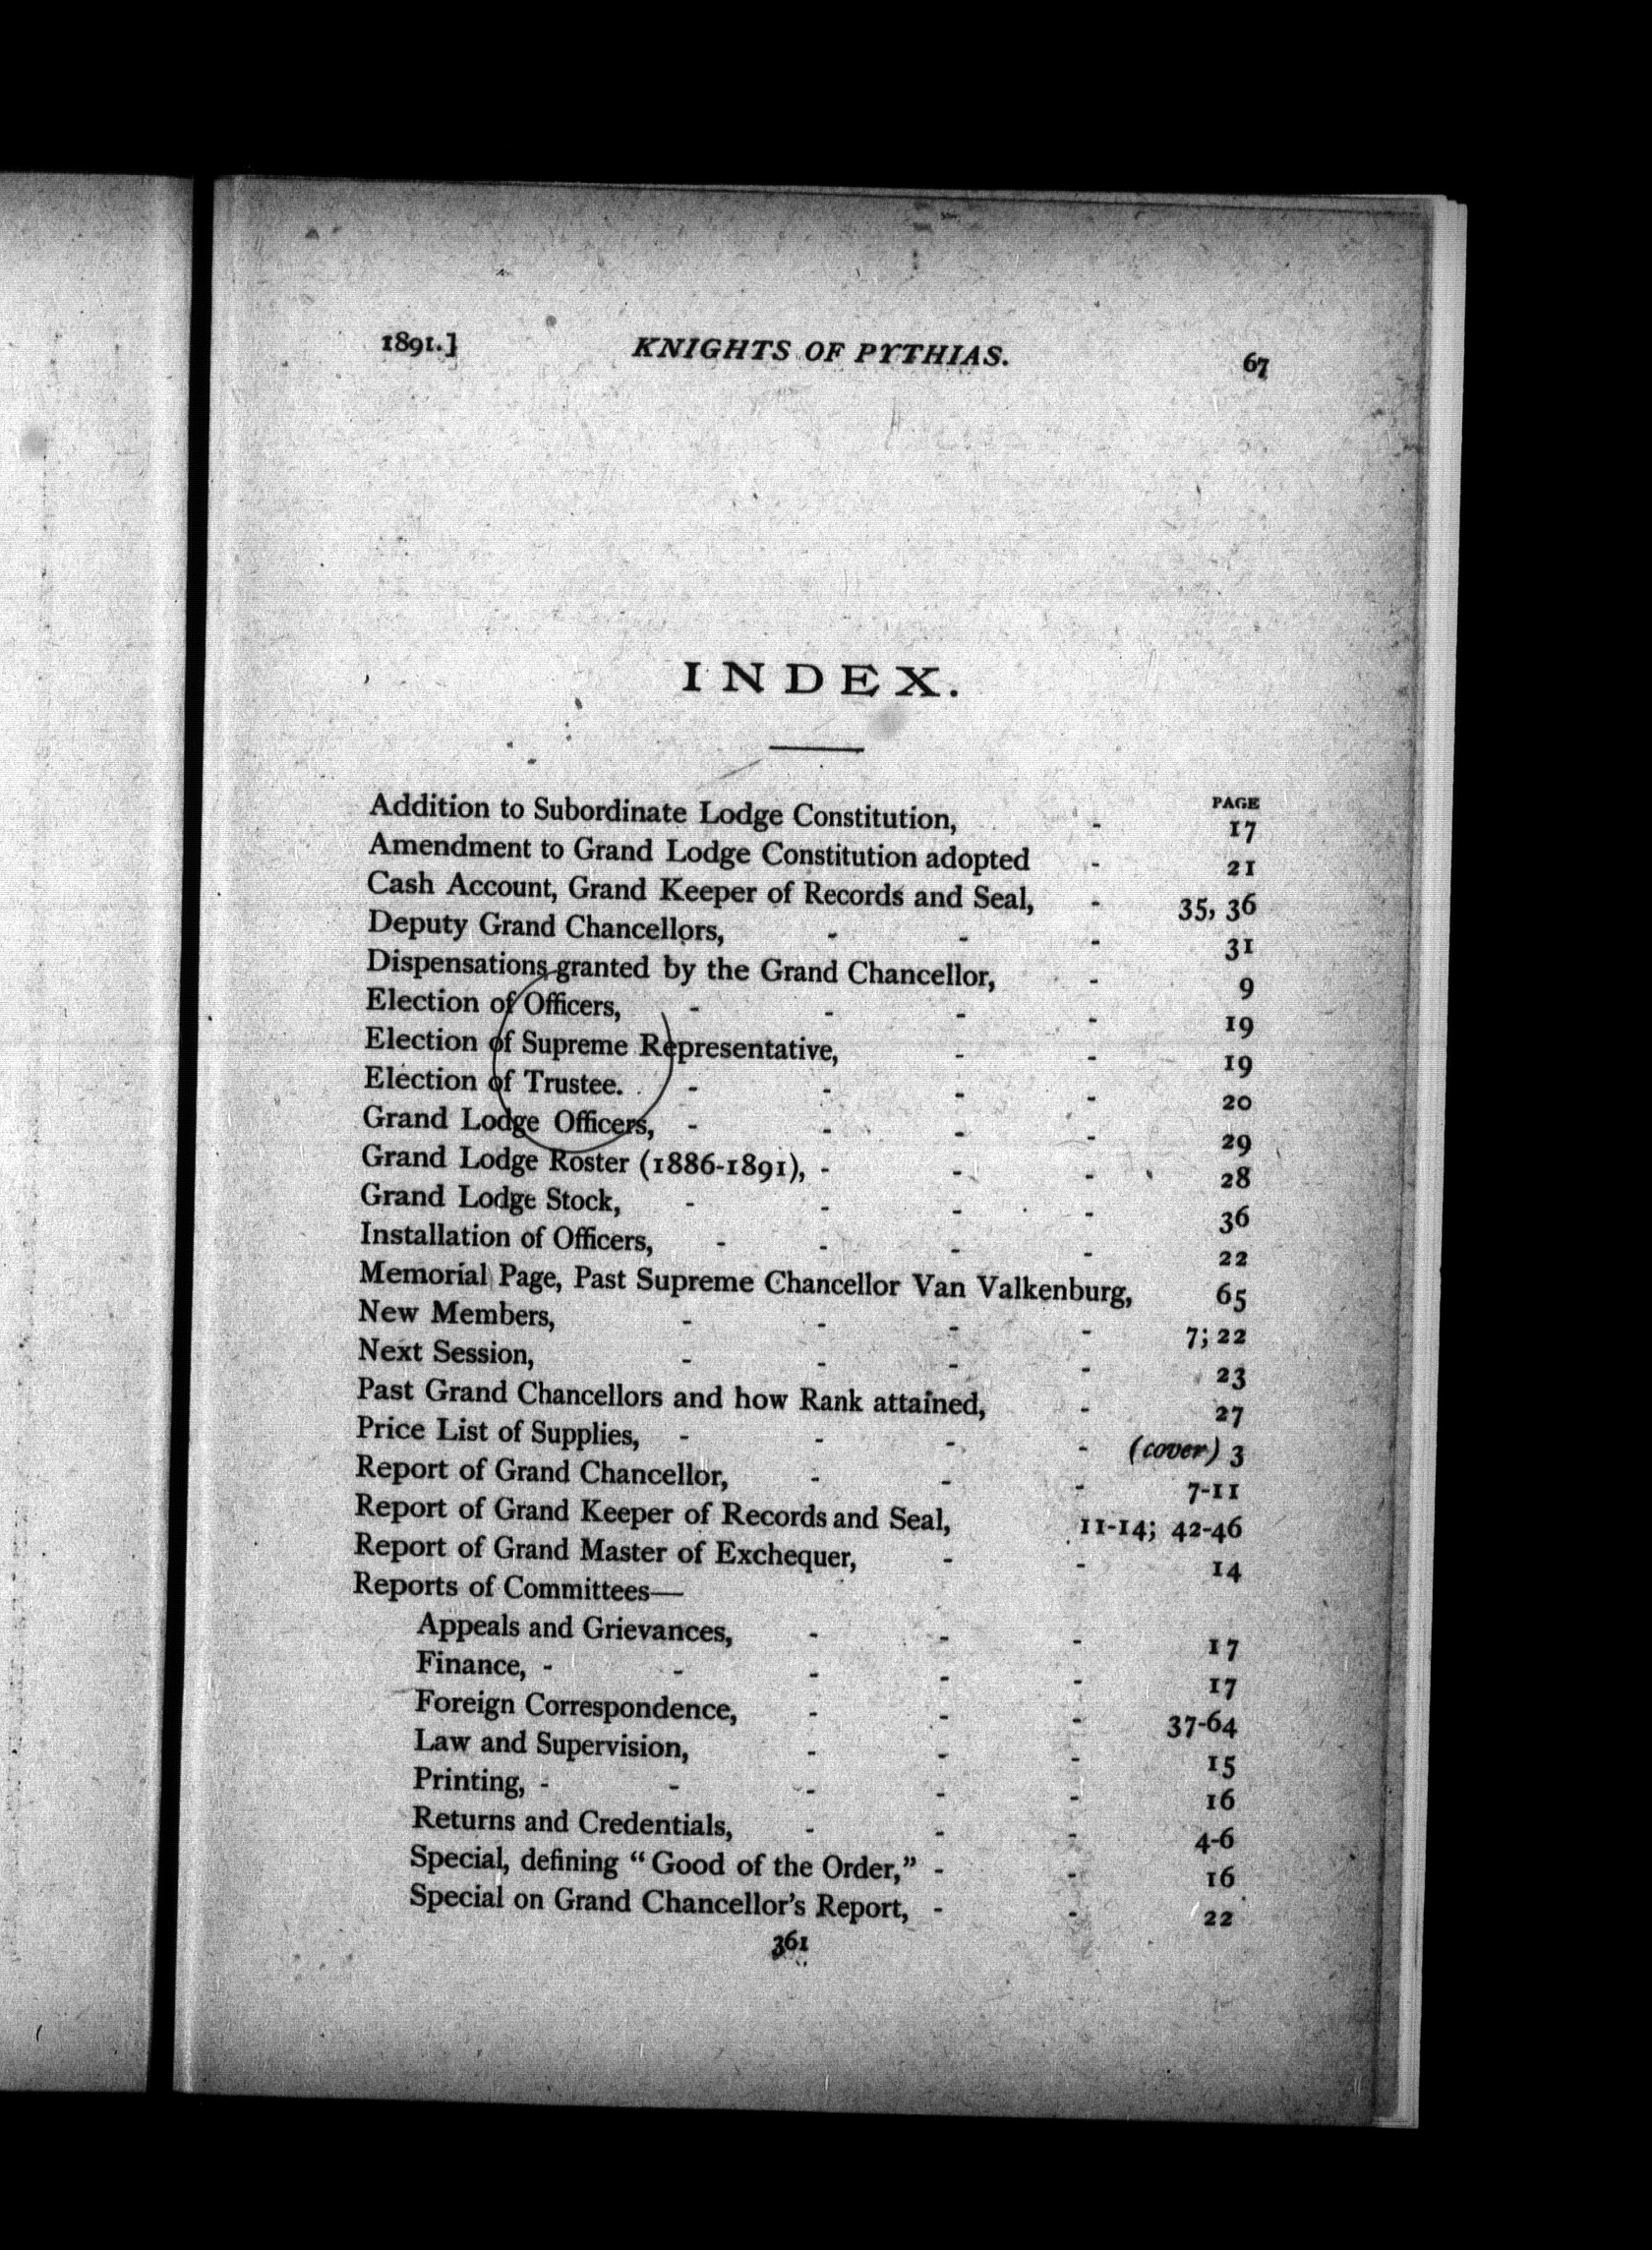 1891.] KNIGHTS OF PYTHIAS. 67
INDEX.
PAGE
Addition to Subordinate Lodge Constitution, - 17
Amendment to Grand Lodge Constitution adopted - 21
Cash Account, Grand Keeper of Records and Seal, - 35, 36
Deputy Grand Chancellors, - - - 31
Dispensations granted by the Grand Chancellor, - 9
Election of Officers, - - - - 19
Election of Supreme Representative, - - 19
Election of Trustee. - - - - 20
Grand Lodge Officers, - - - - 29
Grand Lodge Roster (1886-1891), - - - 28
Grand Lodge Stock, - - - - 36
Installation of Officers, - - - - 22
Memorial Page, Past Supreme Chancellor Van Valkenburg, 65
New Members, - - - - 7; 22
Next Session, - - - - 23
Past Grand Chancellors and how Rank attained, - 27
Price List of Supplies, - - - - (cover) 3
Report of Grand Chancellor, - - - 7-11
Report of Grand Keeper of Records and Seal, 11-14; 42-46
Report of Grand Master of Exchequer, - - 14
Reports of Committees—
Appeals and Grievances, - - - 17
Finance, - - - - - 17
Foreign Correspondence, - - - 37-64
Law and Supervision, - - - 15
Printing, - - - - - 16
Returns and Credentials, - - - 4-6
Special, defining "Good of the Order," - - 16
Special on Grand Chancellor's Report, - - 22
361